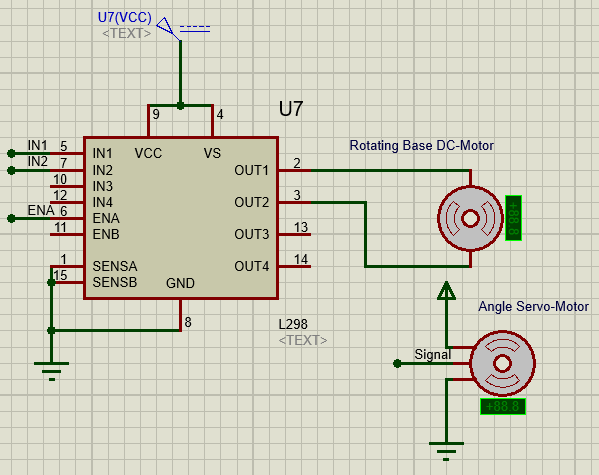 U7(VCC)
<TEXT>
U7
9
4
IN1
5
IN1
VCC
VS
Rotating Base DC-Motor
IN2
7
IN2
OUT1
2
10
IN3
12
IN4
OUT2
3
ENA
6
ENA
11
ENB
OUT3
13
+88.8
1
SENSA
OUT4
14
15
SENSB
GND
8
L298
<TEXT>
Angle Servo-Motor
Signal
+88.8